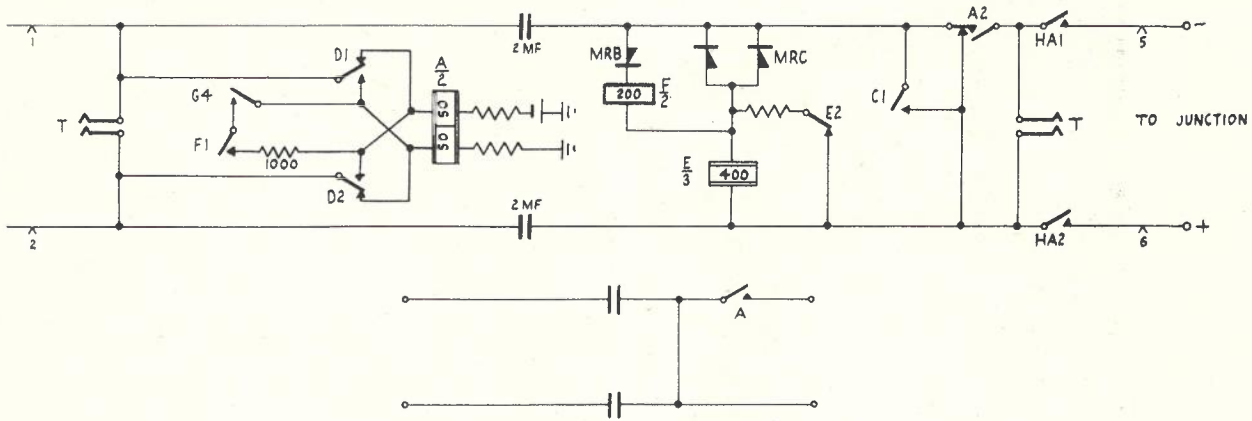 A2
−
1
2 MF
HA1
5
D1
A
2
MRB
MRC
G4
50
200
F
2
E2
C1
T
T
TO JUNCTION
F1
50
1000
E
3
400
D2
2 MF
HA2
2
6
+
A